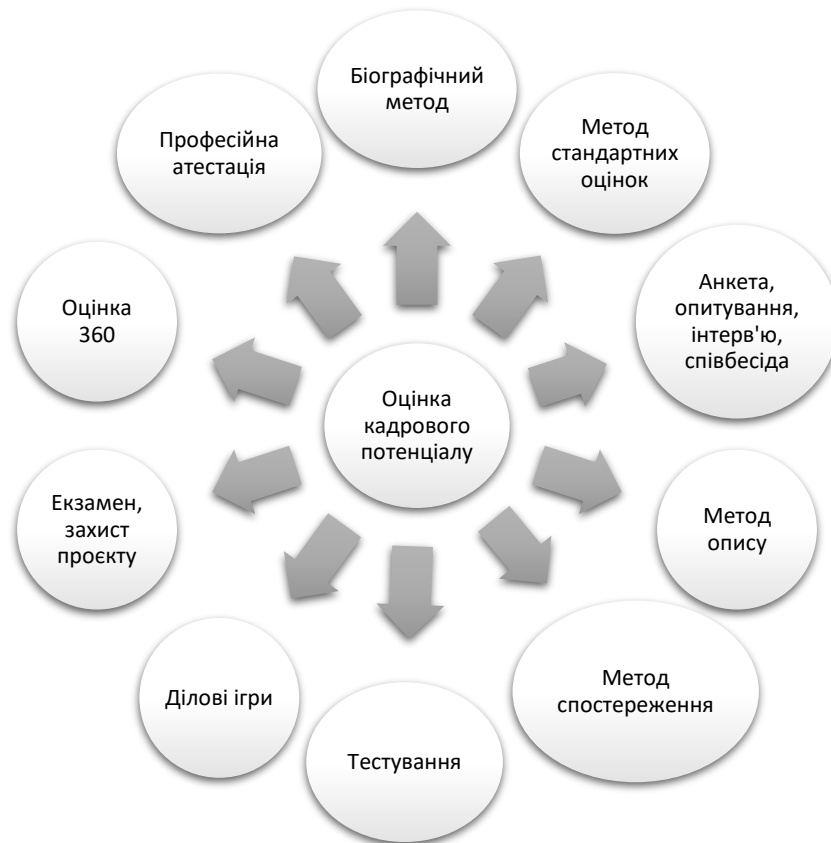 Біографічний
метод
Метод
стандартних
оцінок
Анкета,
опитування,
інтерв'ю,
співбесіда
Метод
опису
Метод
спостереження
Тестування
Ділові ігри
Екзамен,
захист
проєкту
Оцінка
360
Професійна
атестація
Оцінка
кадрового
потенціалу